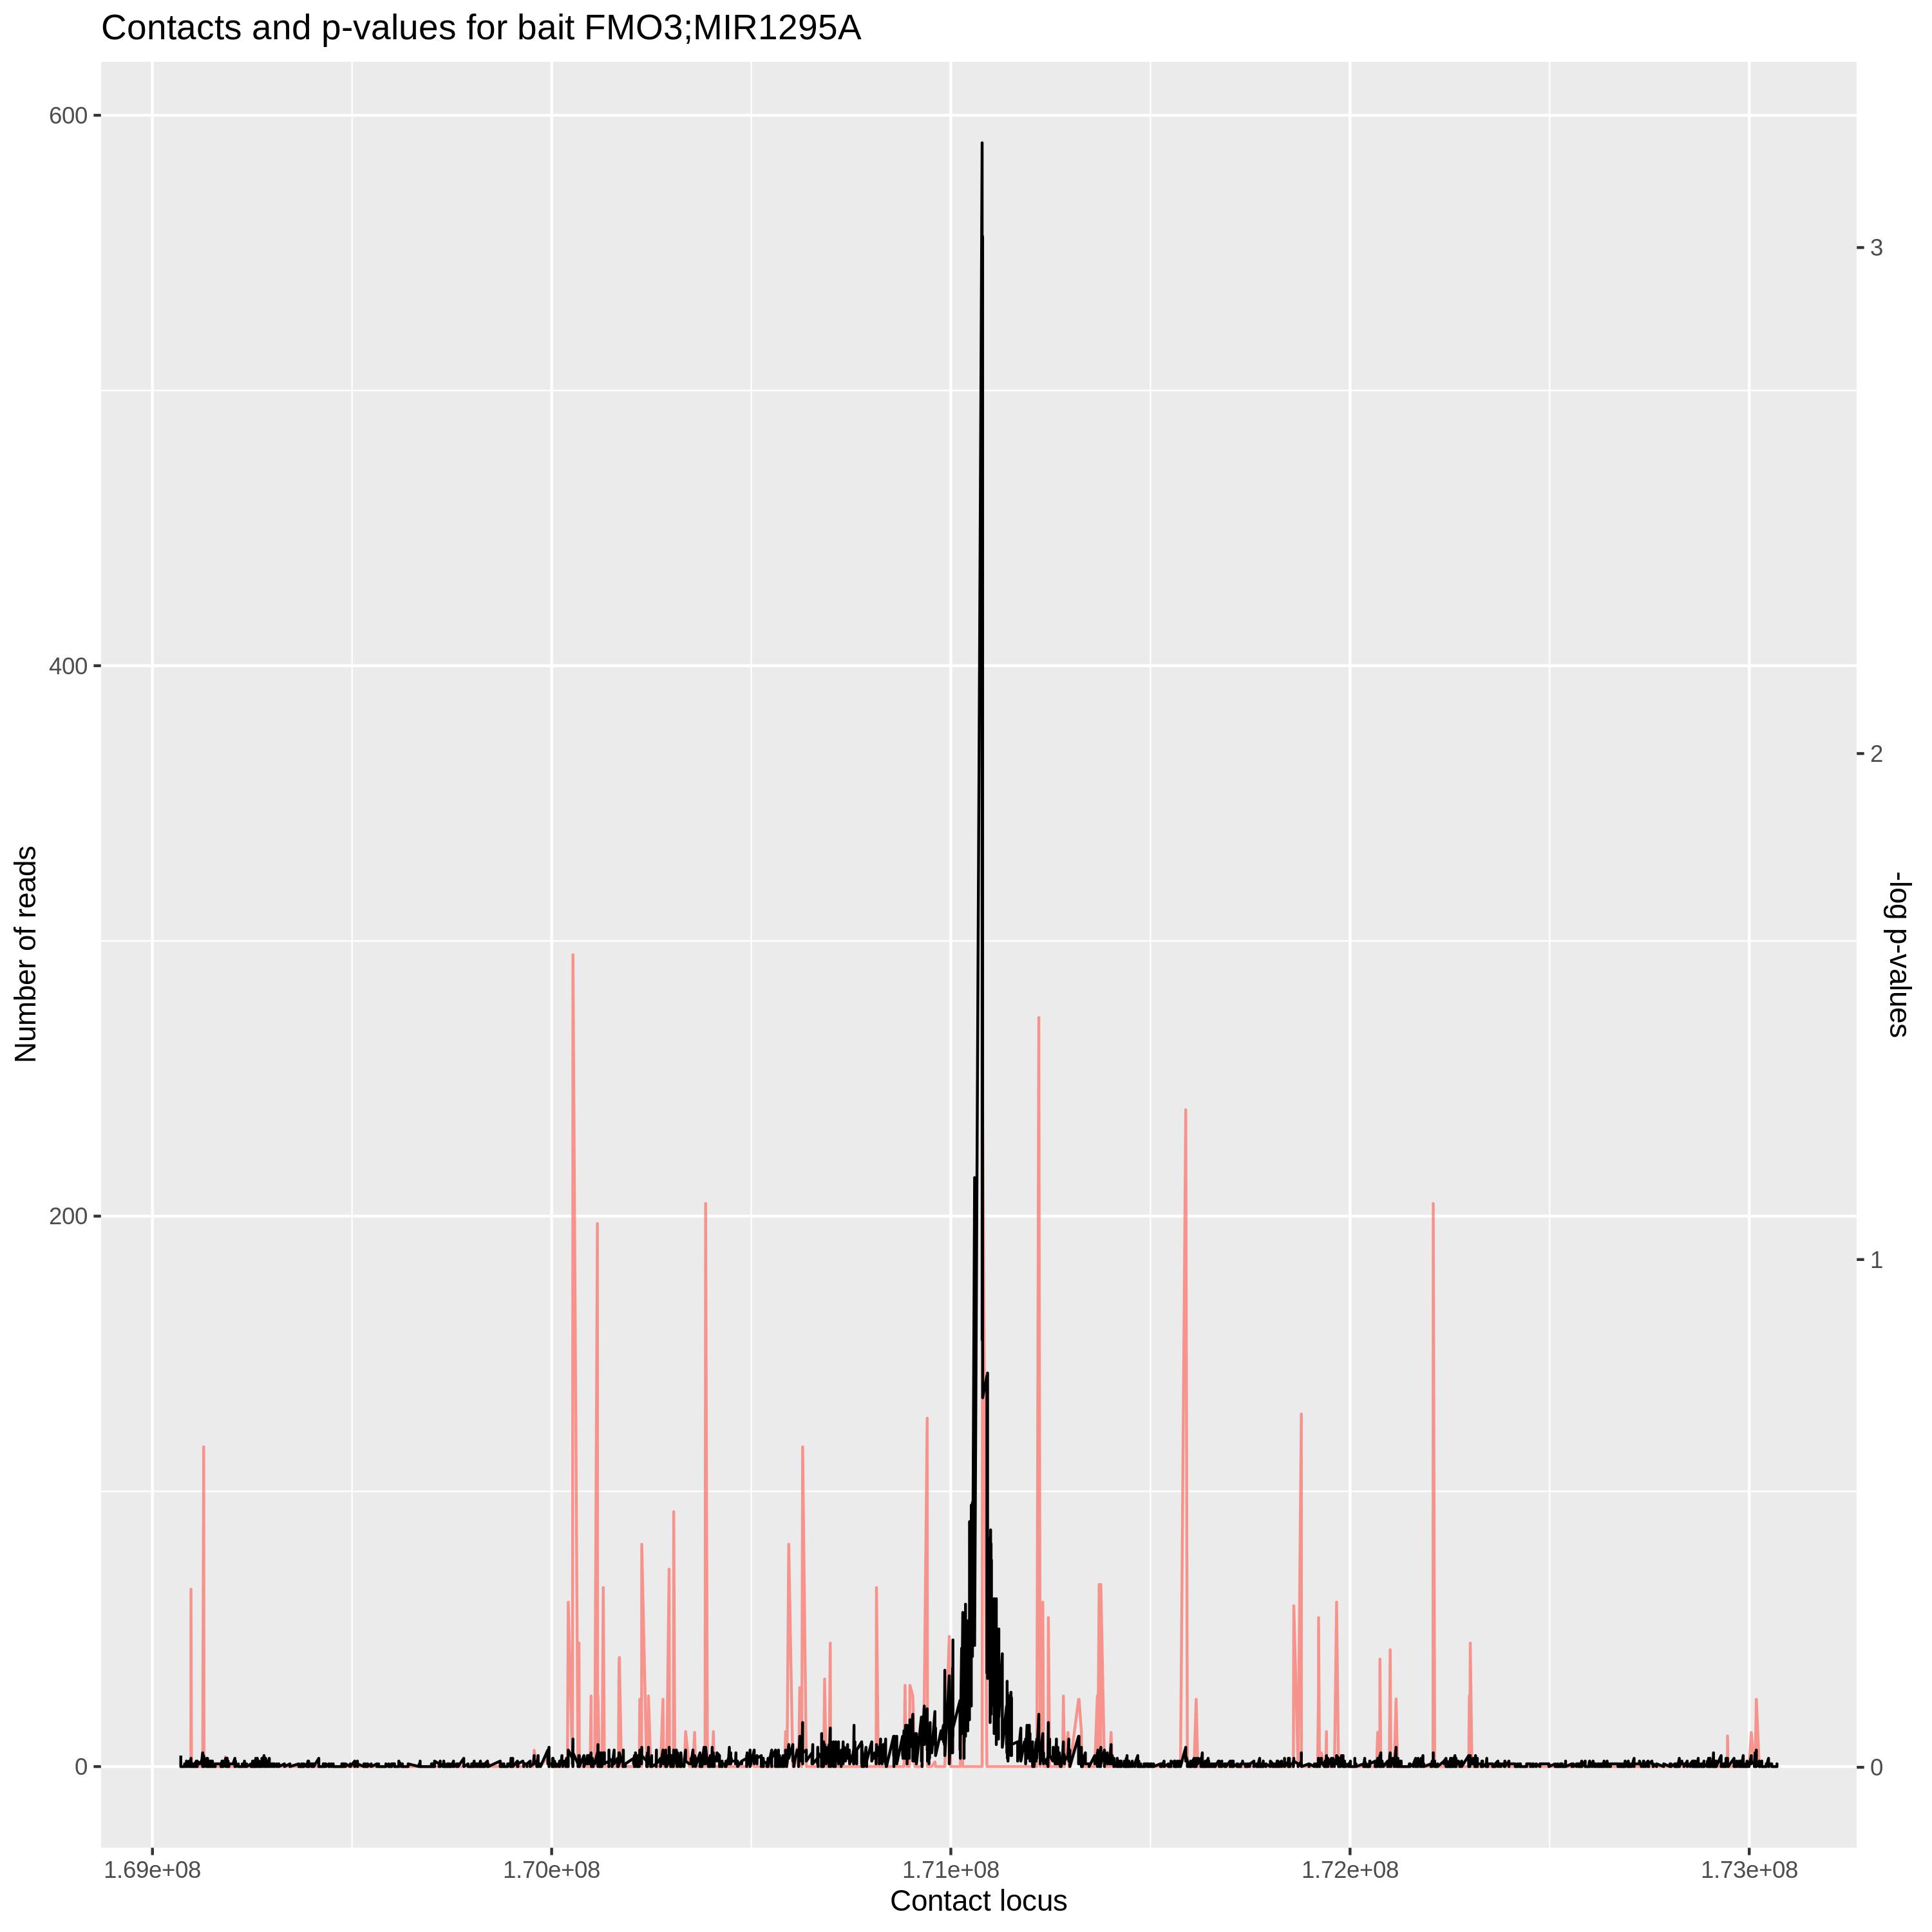 Contacts and p-values for bait FMO3;MIR1295A
600
400
200
0
Number of reads
3
2
1
0
-log p-values
1.69e+08
1.70e+08
1.71e+08
1.72e+08
1.73e+08
Contact locus